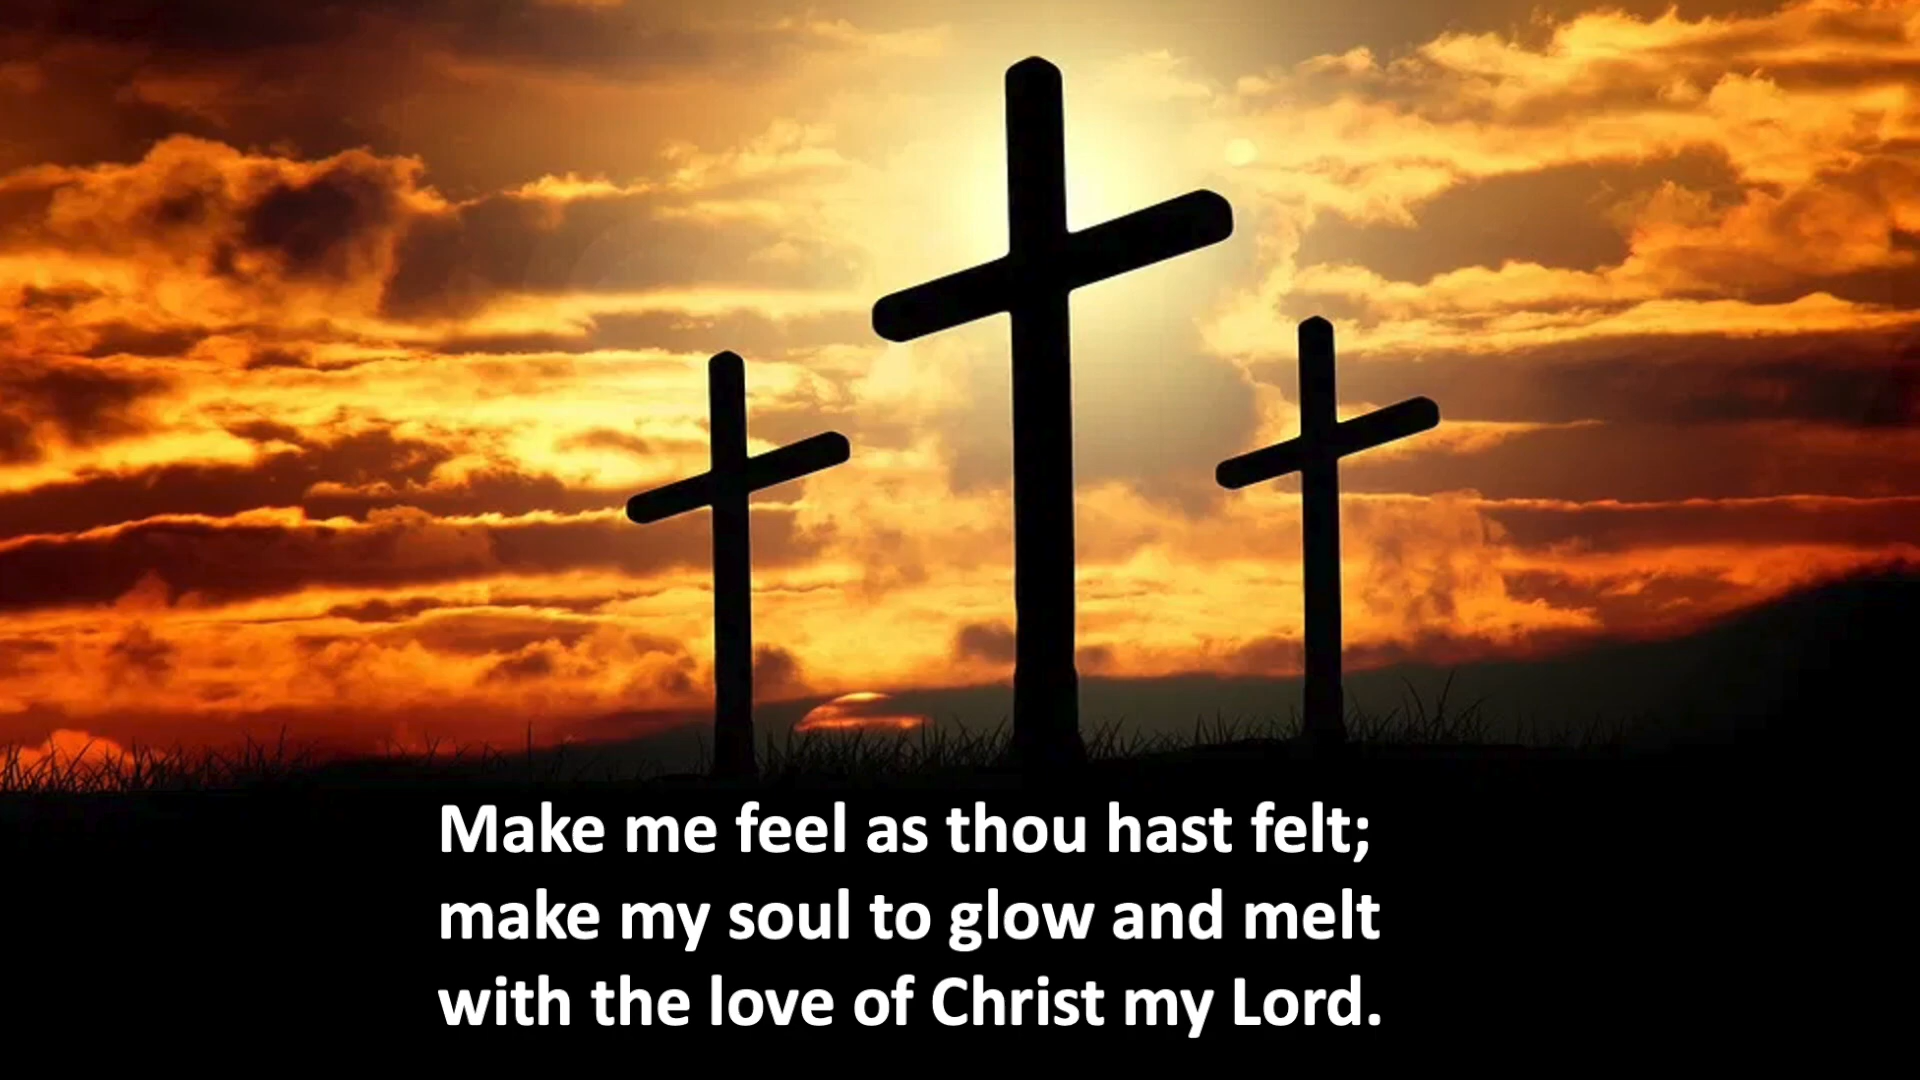 Make me feel as thou hast felt;
make my soul to glow and melt
with the love of Christ my Lord.